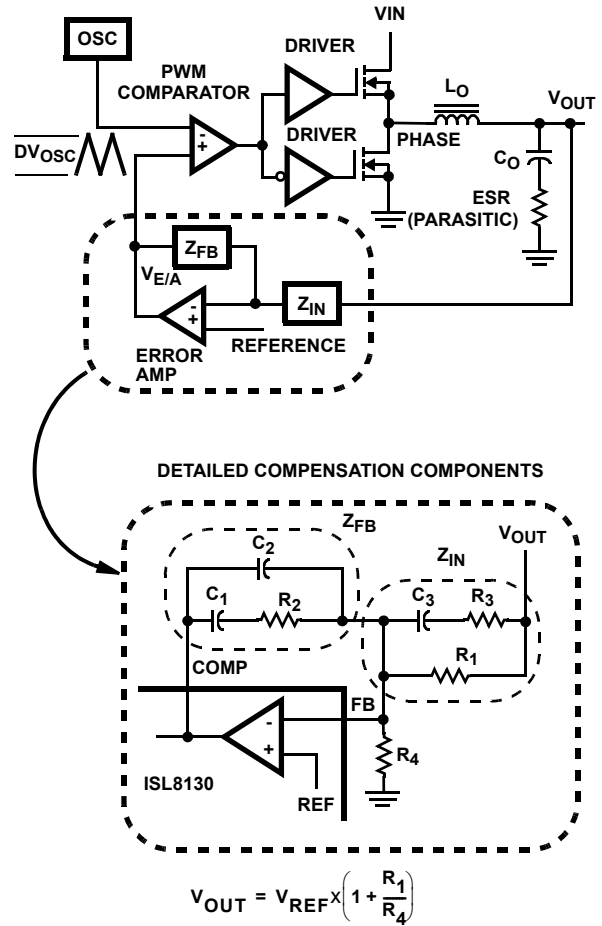 VIN
OSC
DRIVER
PWM
COMPARATOR
LO
VOUT
-
+
DRIVER
PHASE
DVOSC
CO
ESR
(PARASITIC)
ZFB
VE/A
-
+
ZIN
REFERENCE
ERROR
AMP
DETAILED COMPENSATION COMPONENTS
ZFB
C2
VOUT
ZIN
C1
R2
C3
R3
COMP
R1
FB
-
+
R4
ISL8130
REF
VOUT = VREF x (1 + R1/R4)